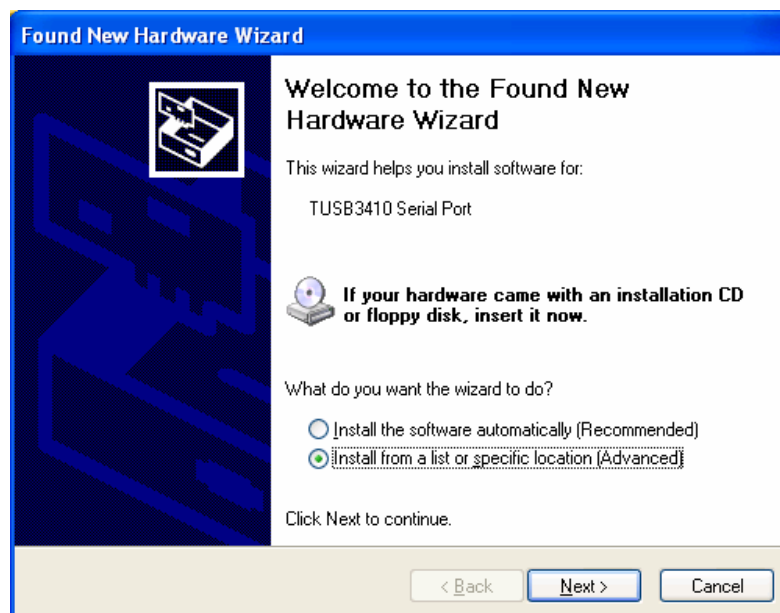 Found New Hardware Wizard
Welcome to the Found New
Hardware Wizard
This wizard helps you install software for:
TUSB3410 Serial Port
If your hardware came with an installation CD
or floppy disk, insert it now.
What do you want the wizard to do?
Install the software automatically (Recommended)
Install from a list or specific location (Advanced)
Click Next to continue.
< Back
Next >
Cancel